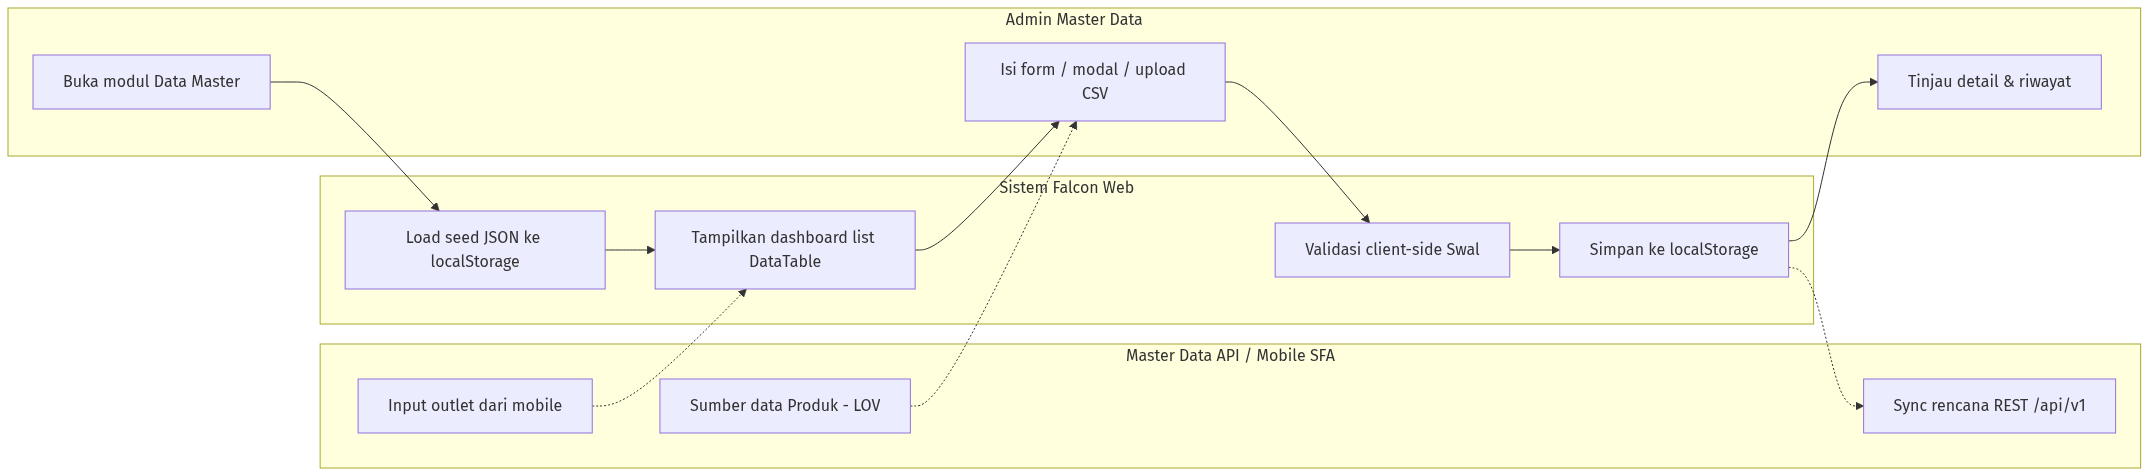 Admin Master Data
Buka modul Data Master
Isi form / modal / upload
CSV
Tinjau detail & riwayat
Sistem Falcon Web
Load seed JSON ke
localStorage
Tampilkan dashboard list
DataTable
Validasi client-side Swal
Simpan ke localStorage
Master Data API / Mobile SFA
Input outlet dari mobile
Sumber data Produk - LOV
Sync rencana REST /api/v1